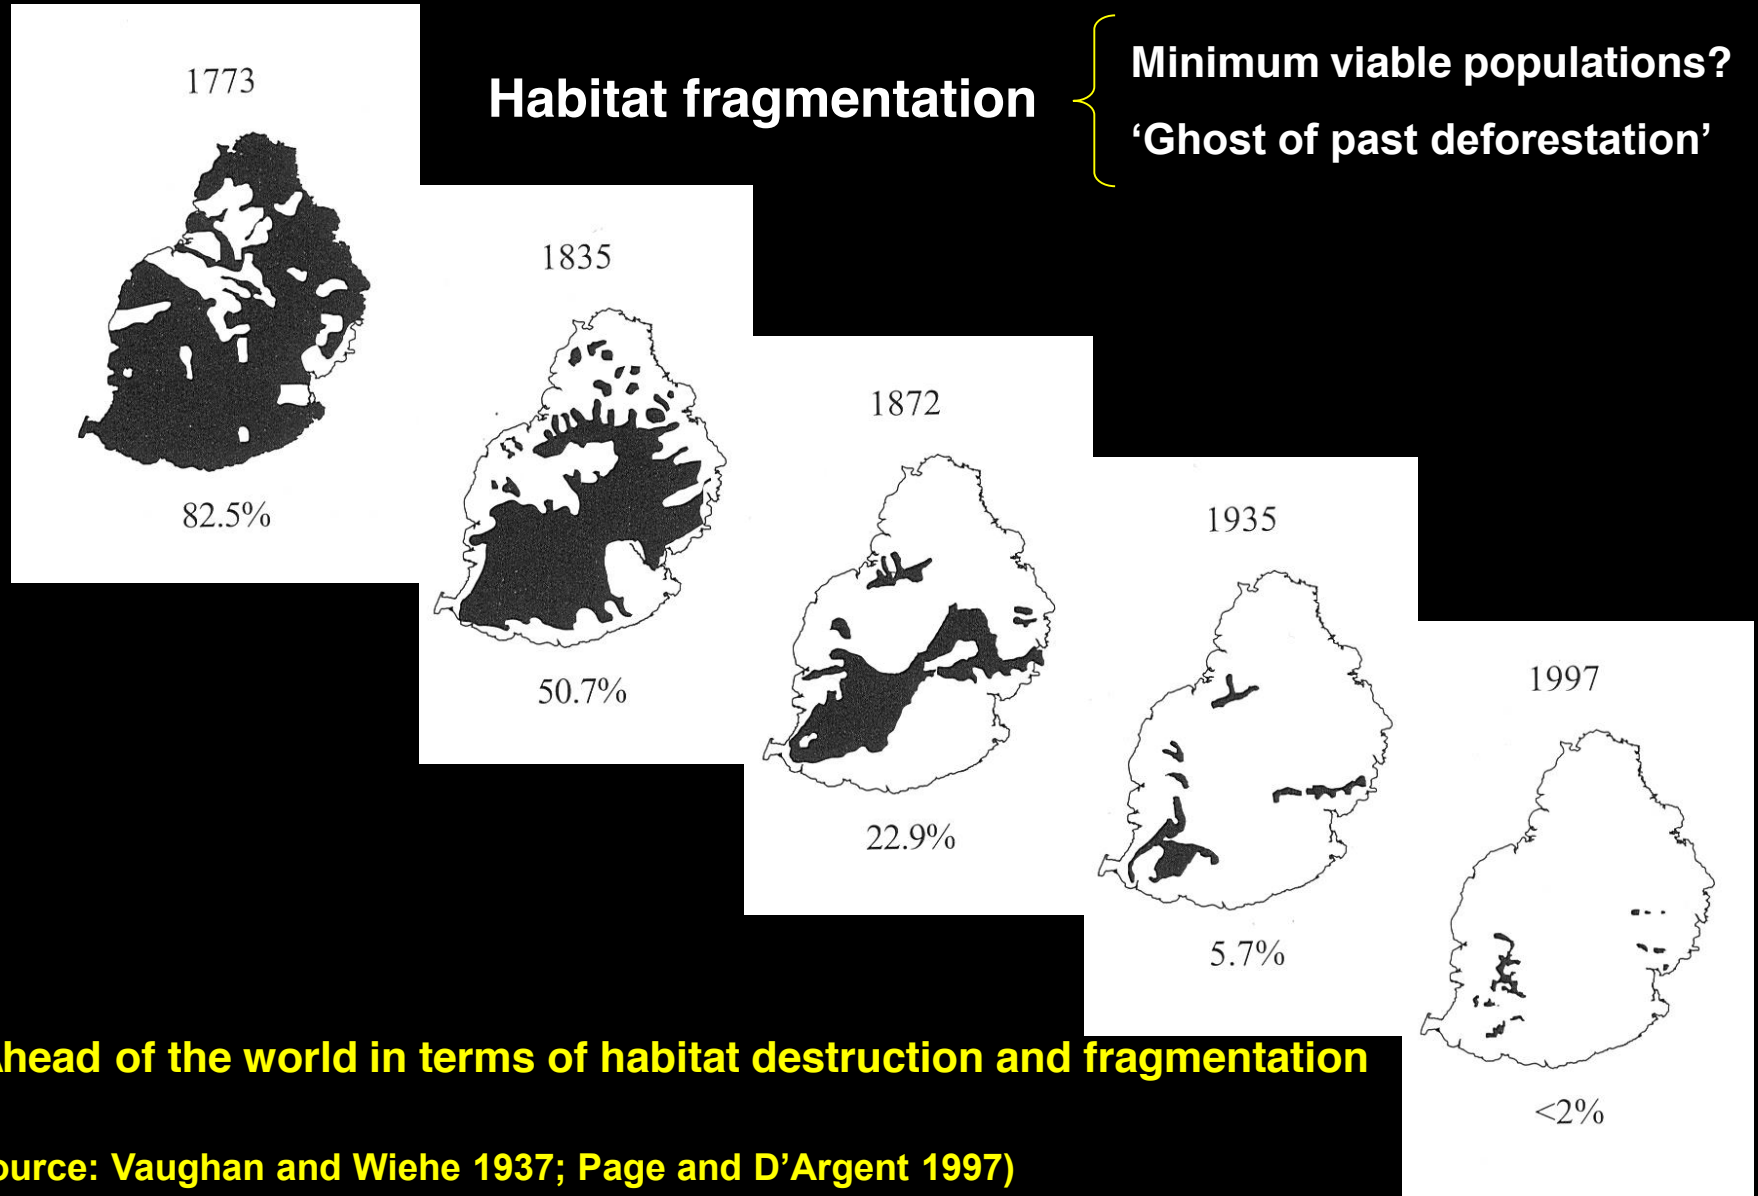 Habitat fragmentation
Minimum viable populations?
‘Ghost of past deforestation’
1773
82.5%
1835
50.7%
1872
22.9%
1935
5.7%
1997
<2%
head of the world in terms of habitat destruction and fragmentation
ource: Vaughan and Wiehe 1937; Page and D’Argent 1997)